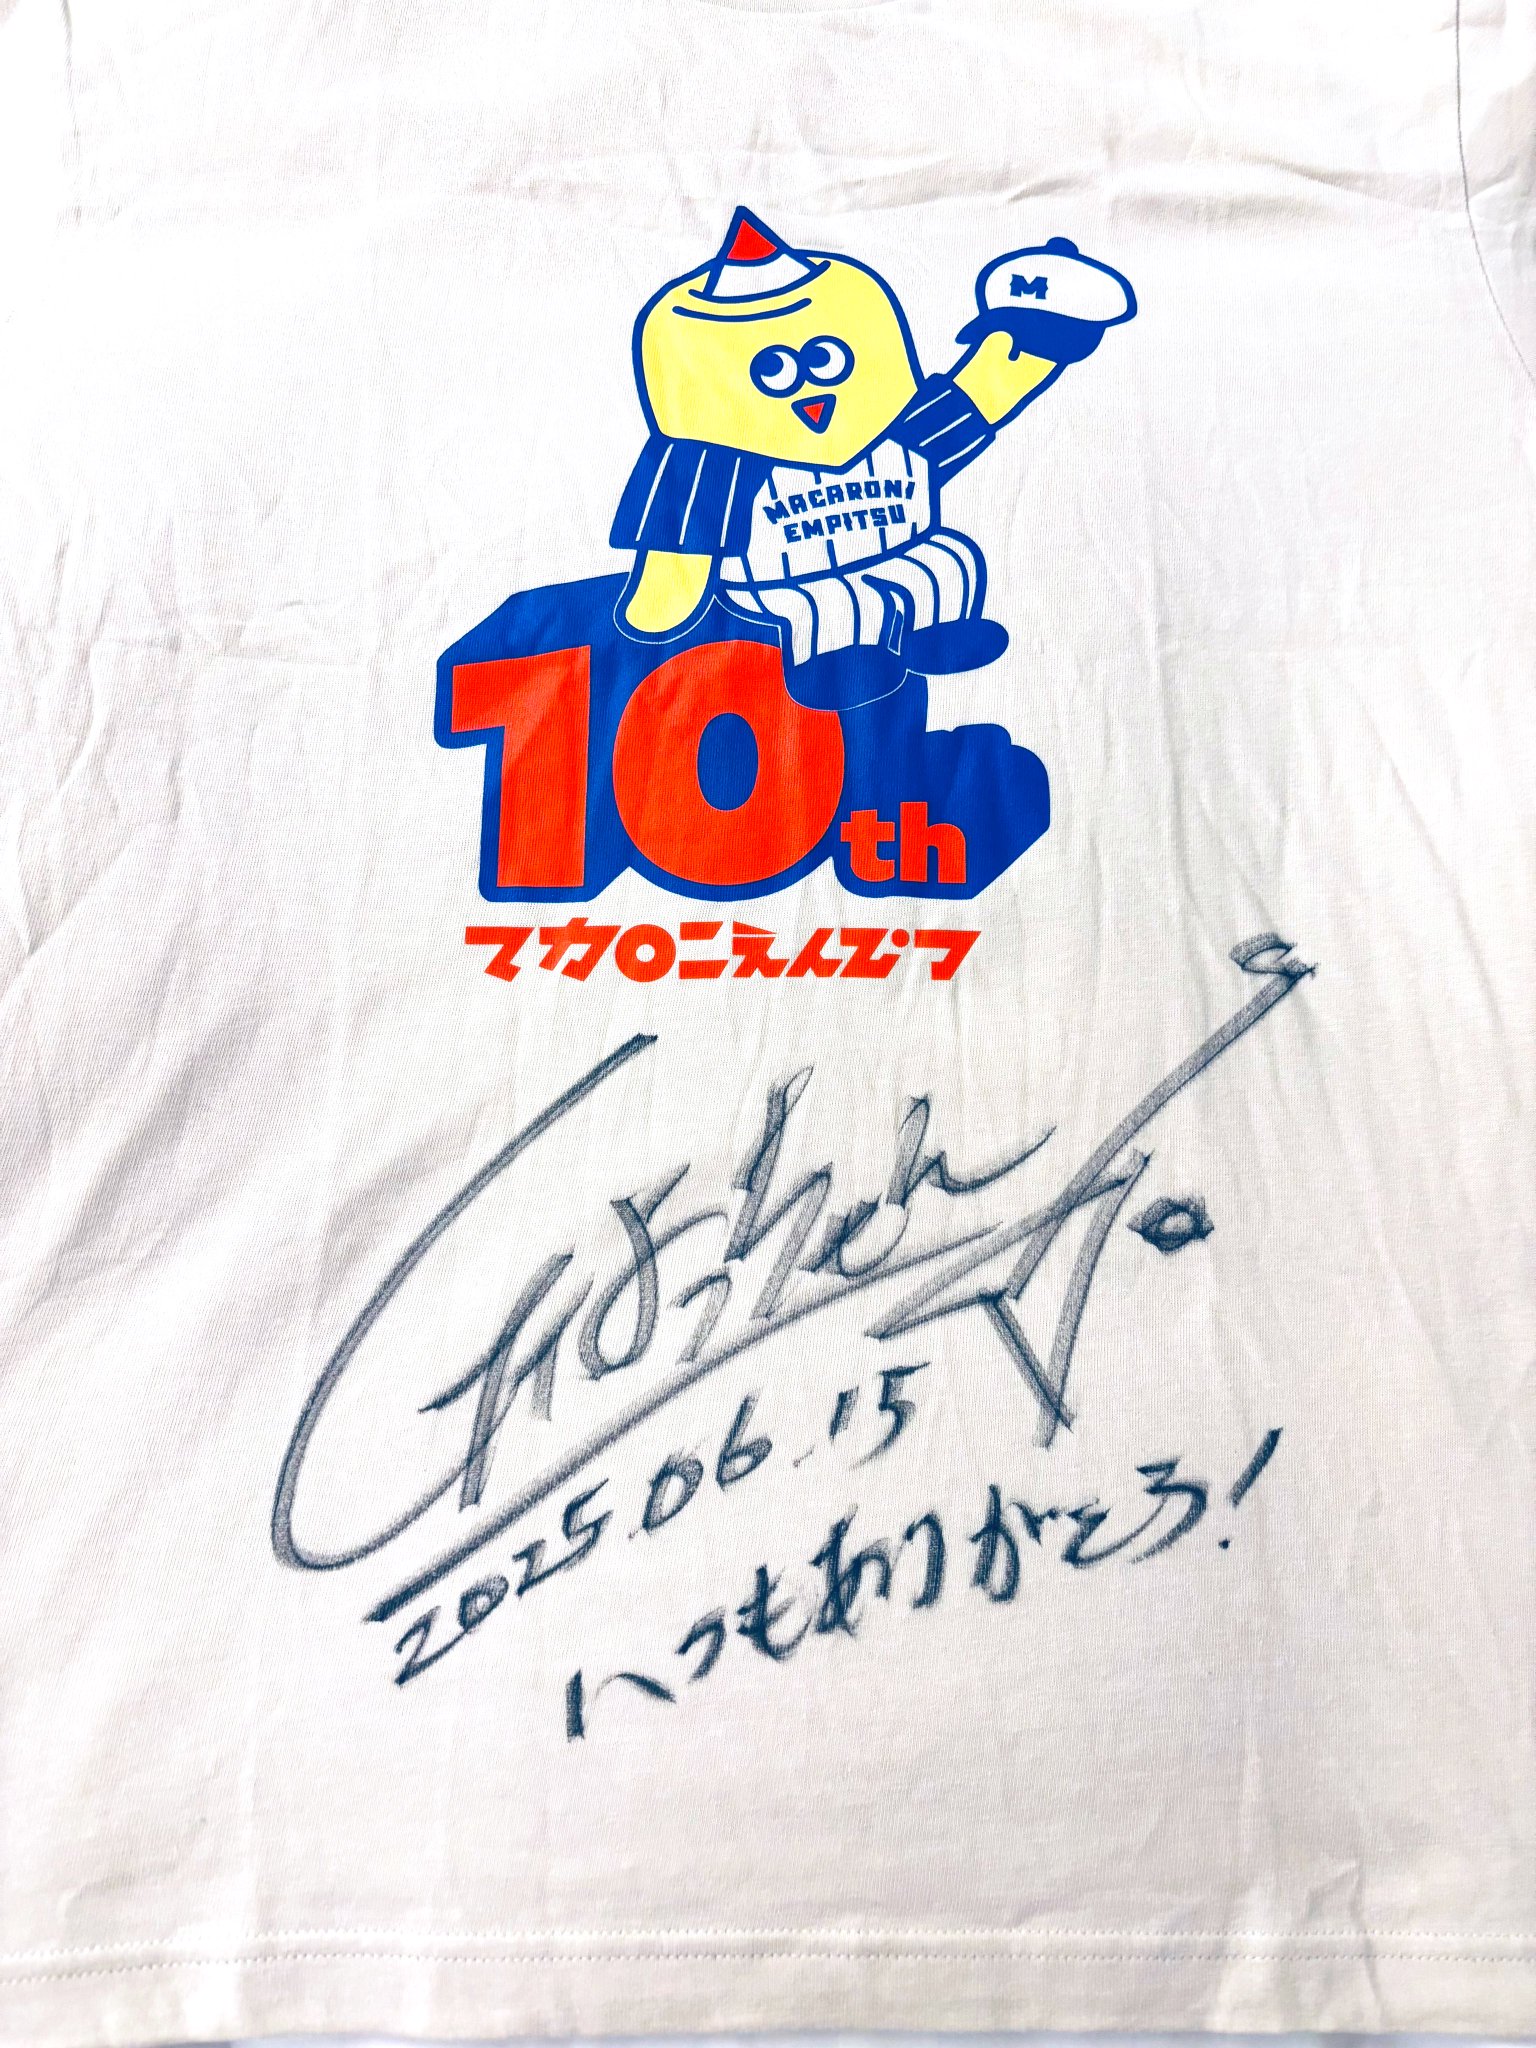 M
MACARONI
EMPITSU
10th
マカロニえんぴつ
2025.06.15
いつもありがとう!